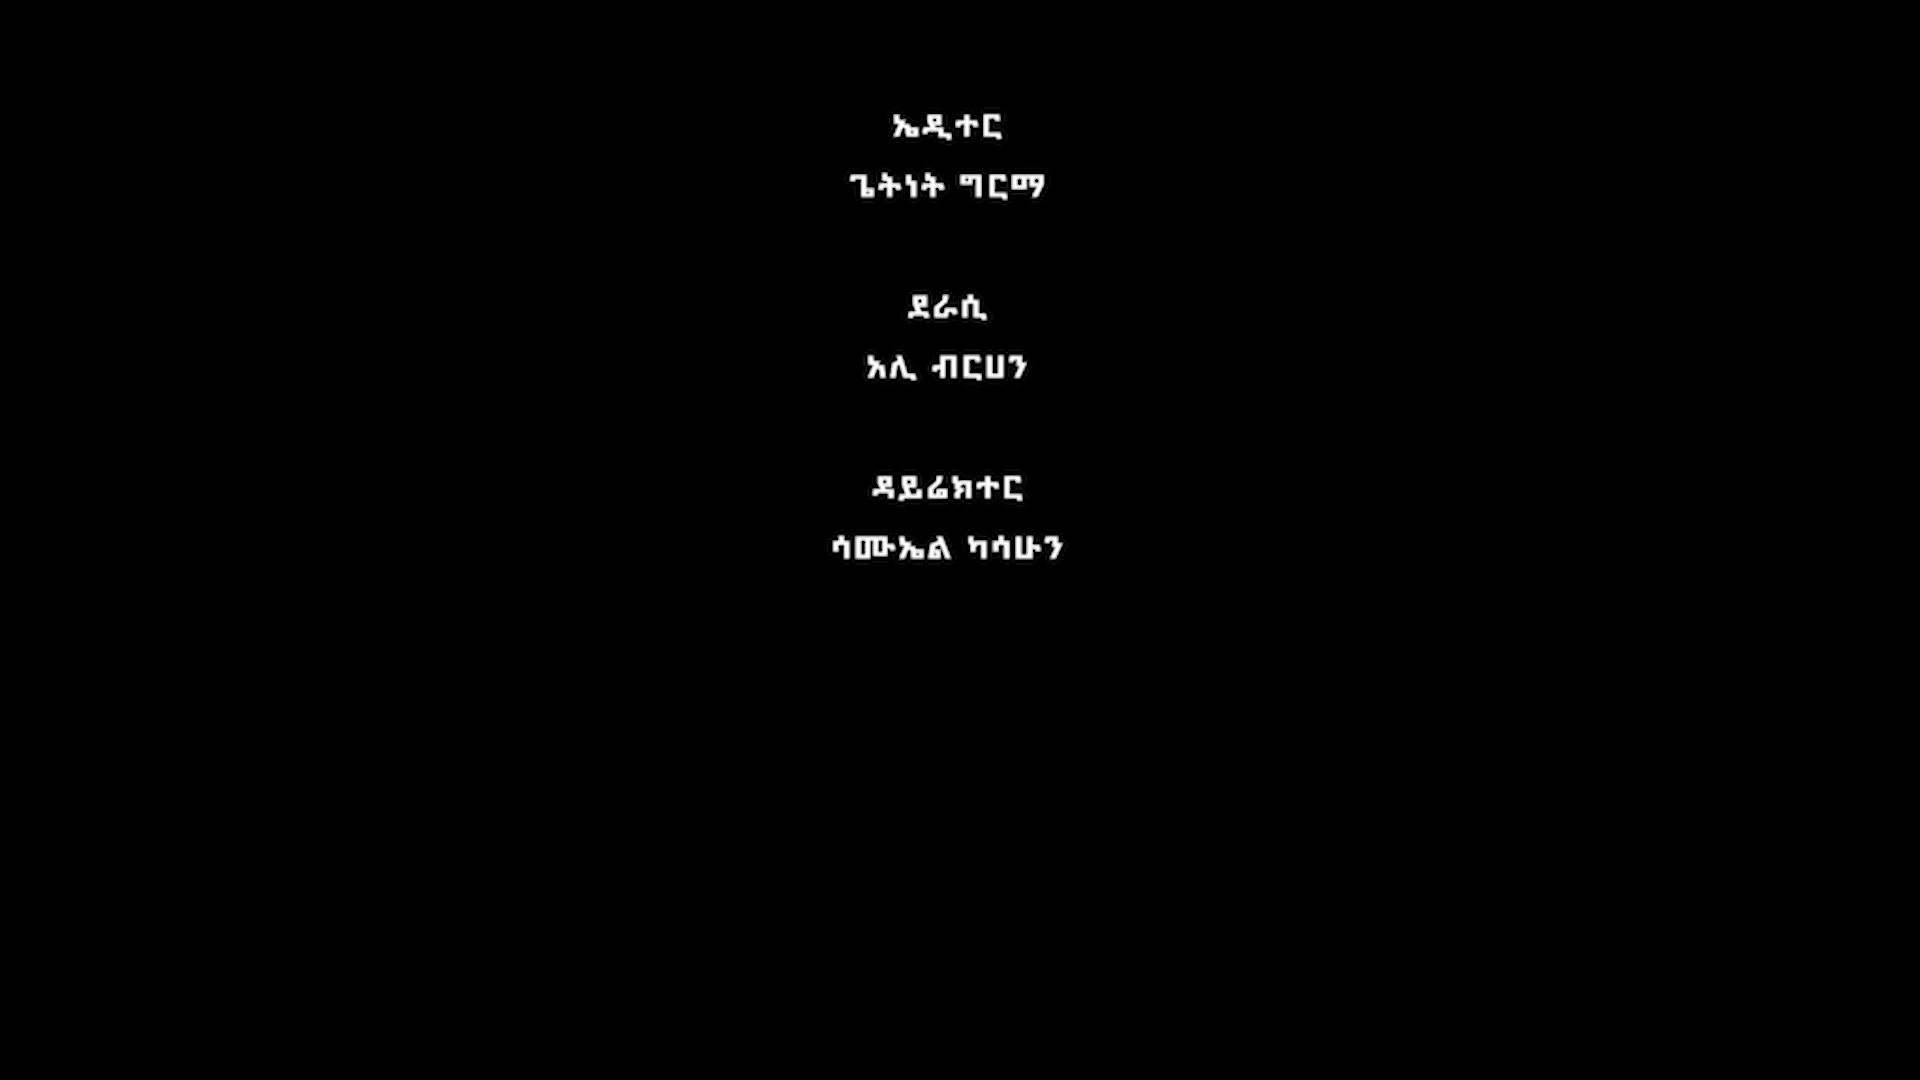 ኤዲተር
ጌትነት ግርማ
ደራሲ
አሊ ብርሀን
ዳይሬክተር
ሳሙኤል ካሳሁን